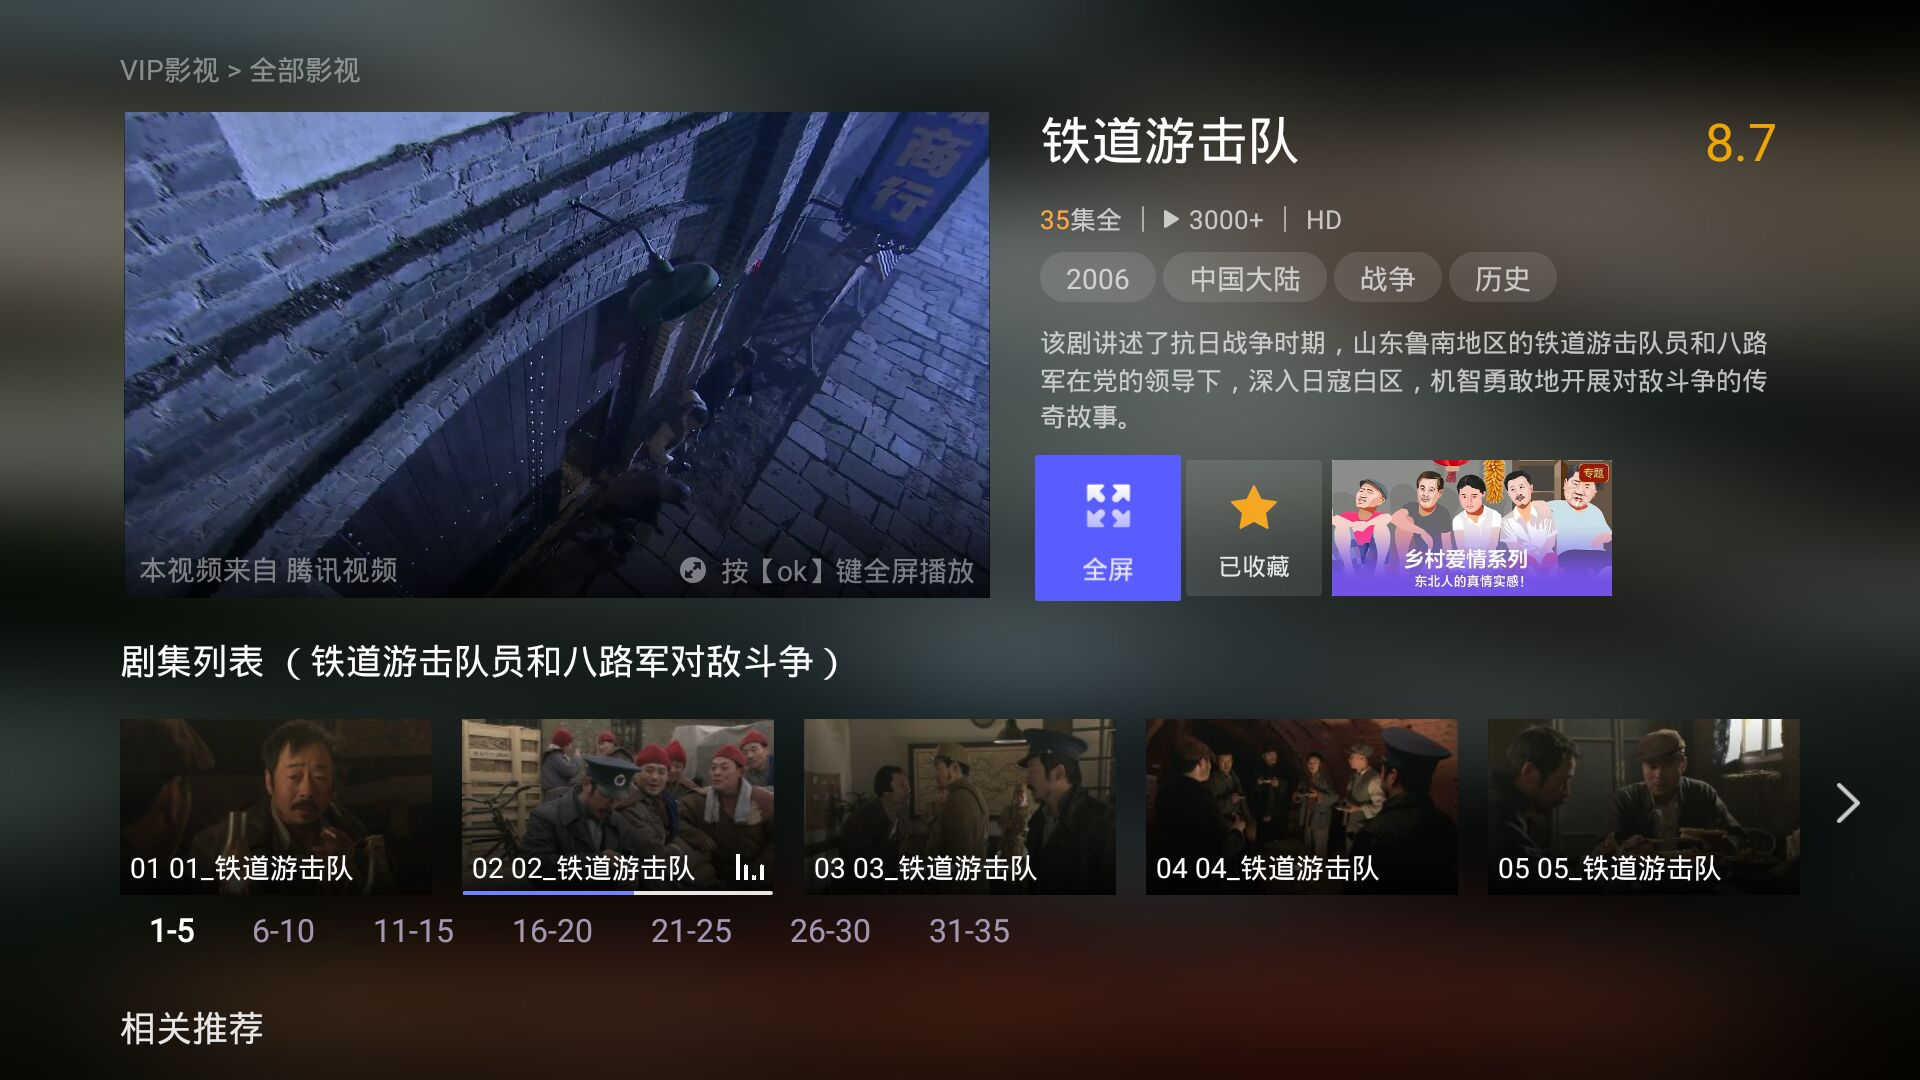 VIP影视 > 全部影视
商行
本视频来自 腾讯视频
按【ok】键全屏播放
铁道游击队
8.7
35集全 | 3000+ | HD
2006 中国大陆 战争 历史
该剧讲述了抗日战争时期，山东鲁南地区的铁道游击队员和八路
军在党的领导下，深入日寇白区，机智勇敢地开展对敌斗争的传
奇故事。
全屏
已收藏
专题
乡村爱情系列
东北人的真情实感！
剧集列表 （铁道游击队员和八路军对敌斗争）
01 01_铁道游击队
02 02_铁道游击队
03 03_铁道游击队
04 04_铁道游击队
05 05_铁道游击队
1-5 6-10 11-15 16-20 21-25 26-30 31-35
相关推荐